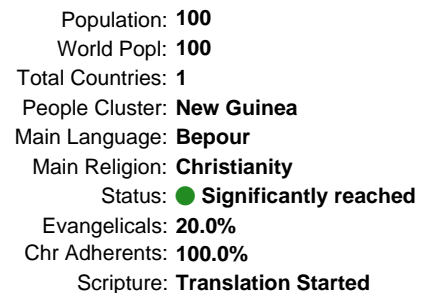 Population: 100
World Popl: 100
Total Countries: 1
People Cluster: New Guinea
Main Language: Bepour
Main Religion: Christianity
Status: Significantly reached
Evangelicals: 20.0%
Chr Adherents: 100.0%
Scripture: Translation Started